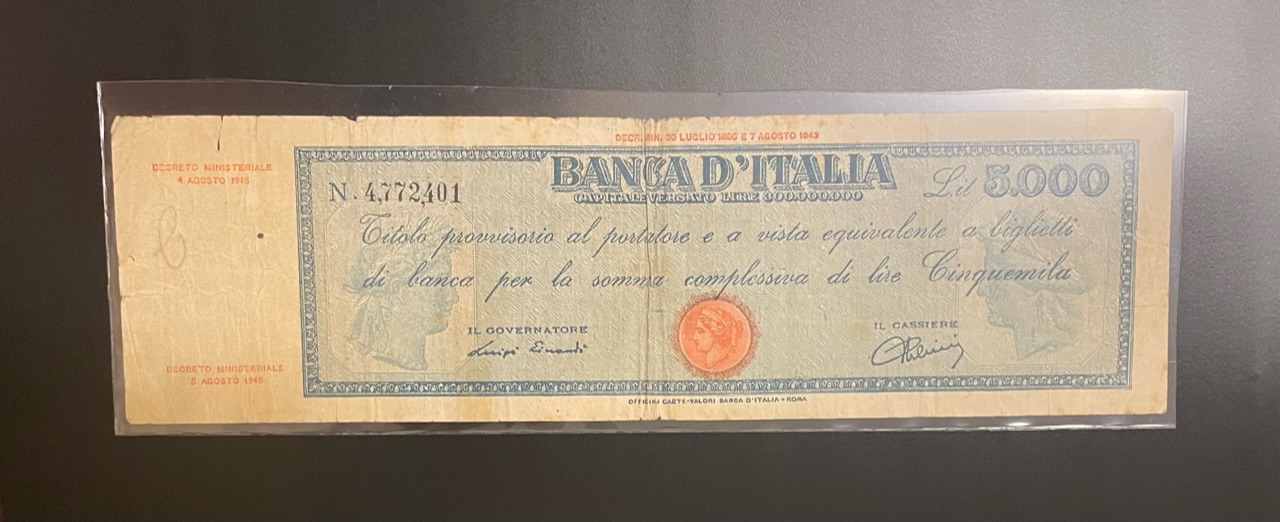 DECR. MIN. 30 LUGLIO 1896 E 7 AGOSTO 1943
DECRETO MINISTERIALE
4 AGOSTO 1945
BANCA D'ITALIA
CAPITALE VERSATO LIRE 300.000.000
N. 4,772,401
Lit 5.000
Titolo provvisorio al portatore e a vista equivalente a biglietti
di banca per la somma complessiva di lire Cinquemila
IL GOVERNATORE
Luigi Einaudi
IL CASSIERE
DECRETO MINISTERIALE
5 AGOSTO 1945
OFFICINA CARTE-VALORI BANCA D'ITALIA - ROMA